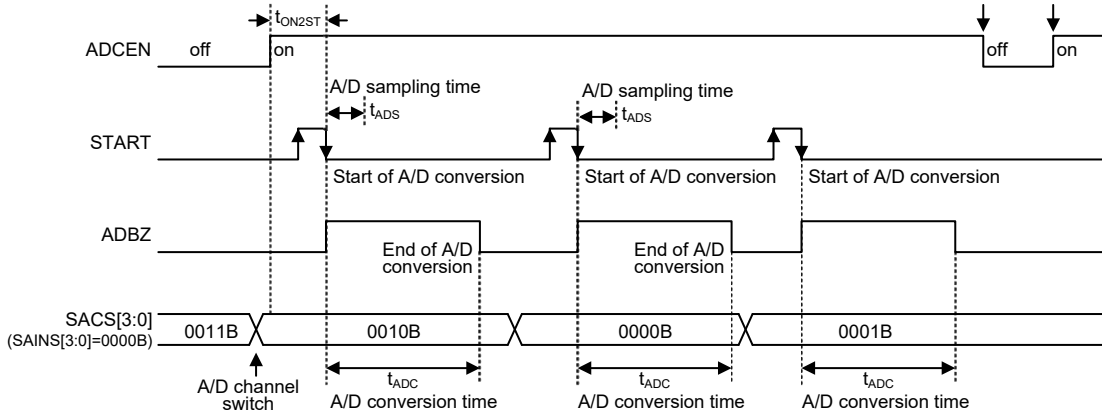 tON2ST
ADCEN
off
on
off
on
A/D sampling time
tADS
A/D sampling time
tADS
START
Start of A/D conversion
Start of A/D conversion
Start of A/D conversion
ADBZ
End of A/D
conversion
End of A/D
conversion
SACS[3:0]
(SAINS[3:0]=0000B)
0011B
0010B
0000B
0001B
A/D channel
switch
tADC
A/D conversion time
tADC
A/D conversion time
tADC
A/D conversion time